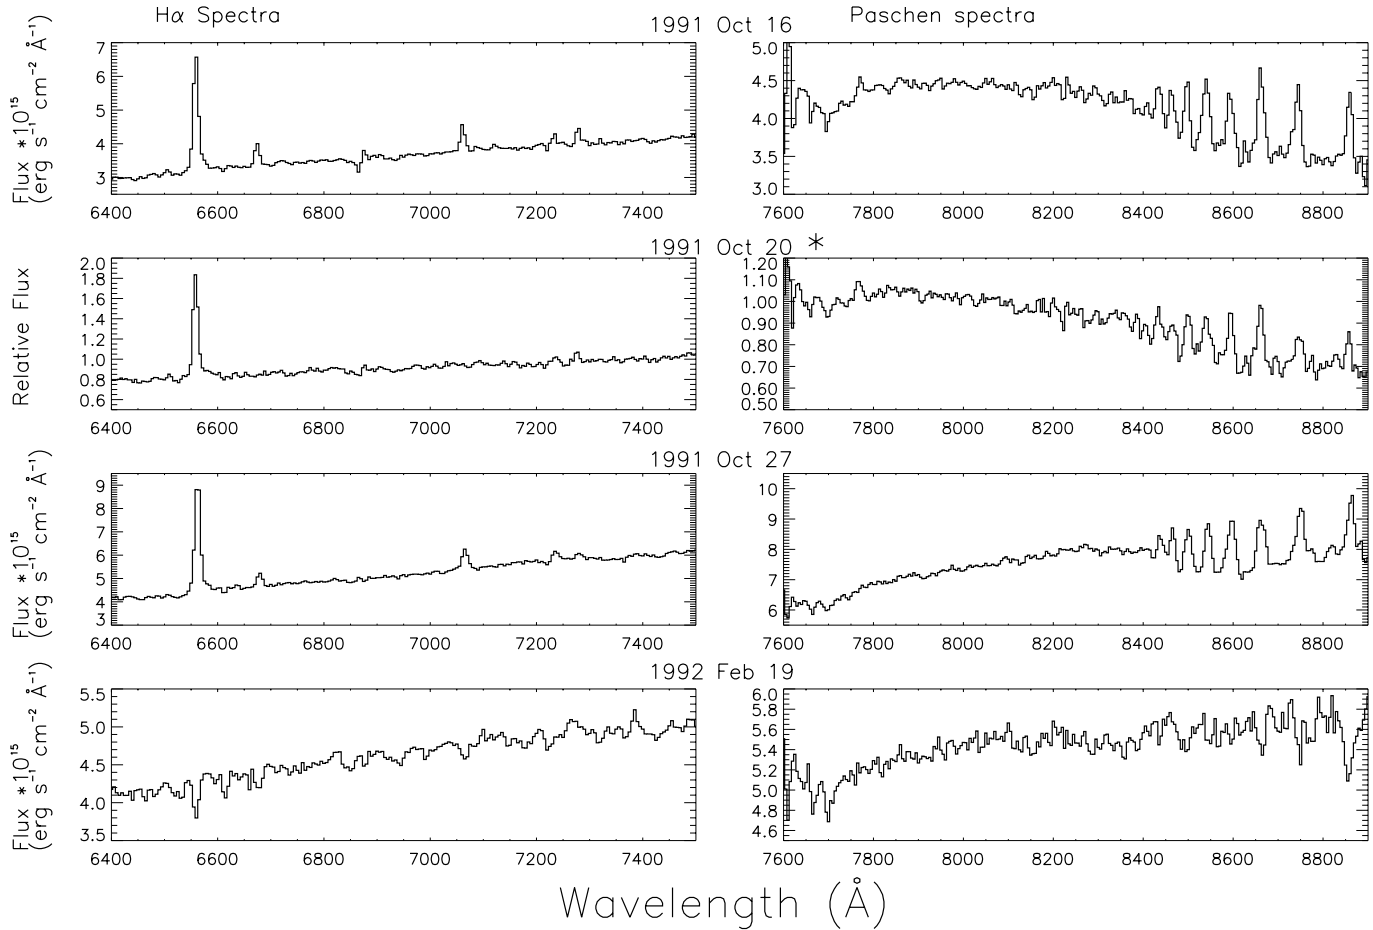 Hα Spectra
Paschen spectra
1991 Oct 16
Flux *10¹⁵
(erg s⁻¹ cm⁻² Å⁻¹)
7
6
5
4
3
6400 6600 6800 7000 7200 7400
5.0
4.5
4.0
3.5
3.0
7600 7800 8000 8200 8400 8600 8800
1991 Oct 20 *
Relative Flux
2.0
1.8
1.6
1.4
1.2
1.0
0.8
0.6
6400 6600 6800 7000 7200 7400
1.20
1.10
1.00
0.90
0.80
0.70
0.60
0.50
7600 7800 8000 8200 8400 8600 8800
1991 Oct 27
Flux *10¹⁵
(erg s⁻¹ cm⁻² Å⁻¹)
9
8
7
6
5
4
3
6400 6600 6800 7000 7200 7400
10
9
8
7
6
7600 7800 8000 8200 8400 8600 8800
1992 Feb 19
Flux *10¹⁵
(erg s⁻¹ cm⁻² Å⁻¹)
5.5
5.0
4.5
4.0
3.5
6400 6600 6800 7000 7200 7400
6.0
5.8
5.6
5.4
5.2
5.0
4.8
4.6
7600 7800 8000 8200 8400 8600 8800
Wavelength (Å)